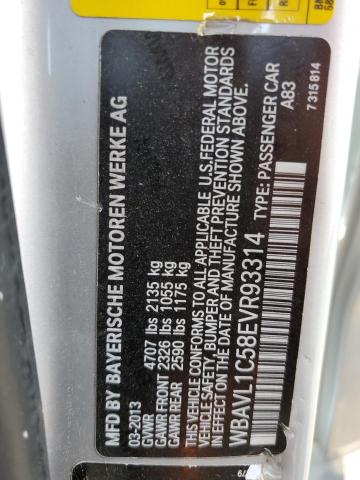 MFD BY BAYERISCHE MOTOREN WERKE AG
03-2013
GVWR 4707 lbs 2135 kg
GAWR FRONT 2326 lbs 1055 kg
GAWR REAR 2590 lbs 1175 kg
THIS VEHICLE CONFORMS TO ALL APPLICABLE U.S. FEDERAL MOTOR
VEHICLE SAFETY, BUMPER AND THEFT PREVENTION STANDARDS
IN EFFECT ON THE DATE OF MANUFACTURE SHOWN ABOVE.
WBAVL1C58EVR93314 TYPE: PASSENGER CAR
A83
7 315 814